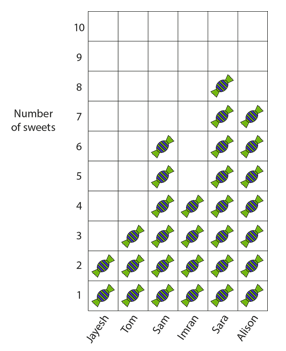 10
9
8
7
Number
of sweets
6
5
4
3
2
1
Jayesh
Tom
Sam
Imran
Sara
Alison